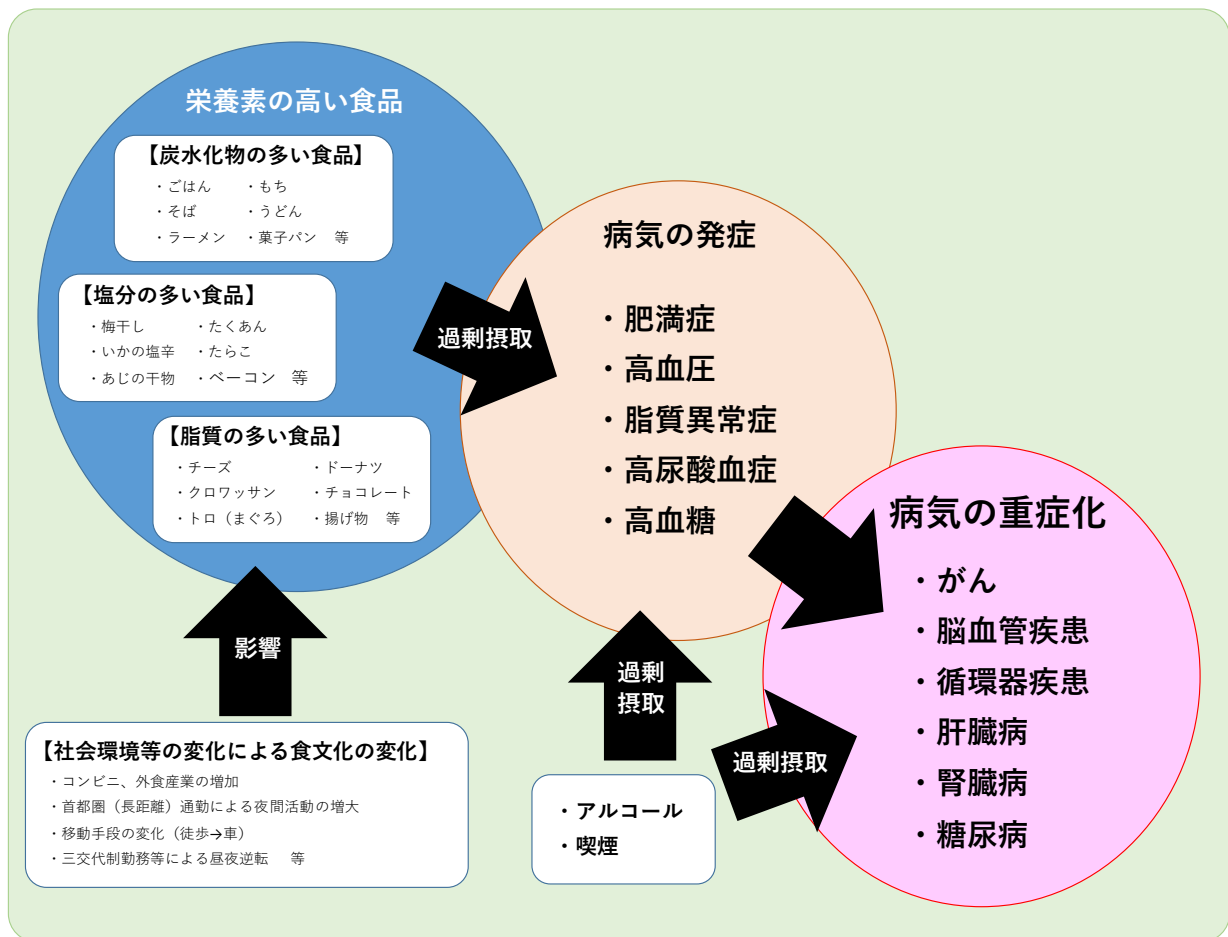 栄養素の高い食品
【炭水化物の多い食品】
・ごはん ・もち
・そば ・うどん
・ラーメン ・菓子パン 等
【塩分の多い食品】
・梅干し ・たくあん
・いかの塩辛 ・たらこ
・あじの干物 ・ベーコン 等
【脂質の多い食品】
・チーズ ・ドーナツ
・クロワッサン ・チョコレート
・トロ（まぐろ） ・揚げ物 等
過剰摂取
病気の発症
・肥満症
・高血圧
・脂質異常症
・高尿酸血症
・高血糖
病気の重症化
・がん
・脳血管疾患
・循環器疾患
・肝臓病
・腎臓病
・糖尿病
影響
【社会環境等の変化による食文化の変化】
・コンビニ、外食産業の増加
・首都圏（長距離）通勤による夜間活動の増大
・移動手段の変化（徒歩→車）
・三交代制勤務等による昼夜逆転 等
過剰
摂取
過剰摂取
・アルコール
・喫煙